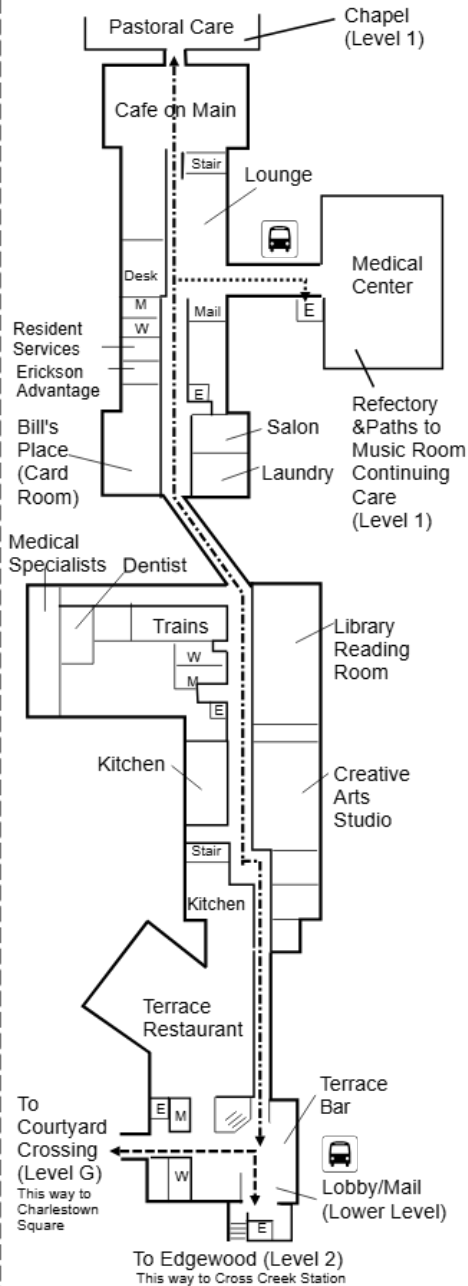 Pastoral Care
Chapel
(Level 1)
Cafe on Main
Stair
Lounge
Medical
Center
Desk
M
Mail
E
W
Resident
Services
Erickson
Advantage
E
Bill's
Place
(Card
Room)
Salon
Laundry
Refectory
&Paths to
Music Room
Continuing
Care
(Level 1)
Medical
Specialists
Dentist
Trains
W
M
E
Library
Reading
Room
Kitchen
Creative
Arts
Studio
Stair
Kitchen
Terrace
Restaurant
E
M
Terrace
Bar
To
Courtyard
Crossing
(Level G)
This way to
Charlestown
Square
W
Lobby/Mail
(Lower Level)
E
To Edgewood (Level 2)
This way to Cross Creek Station